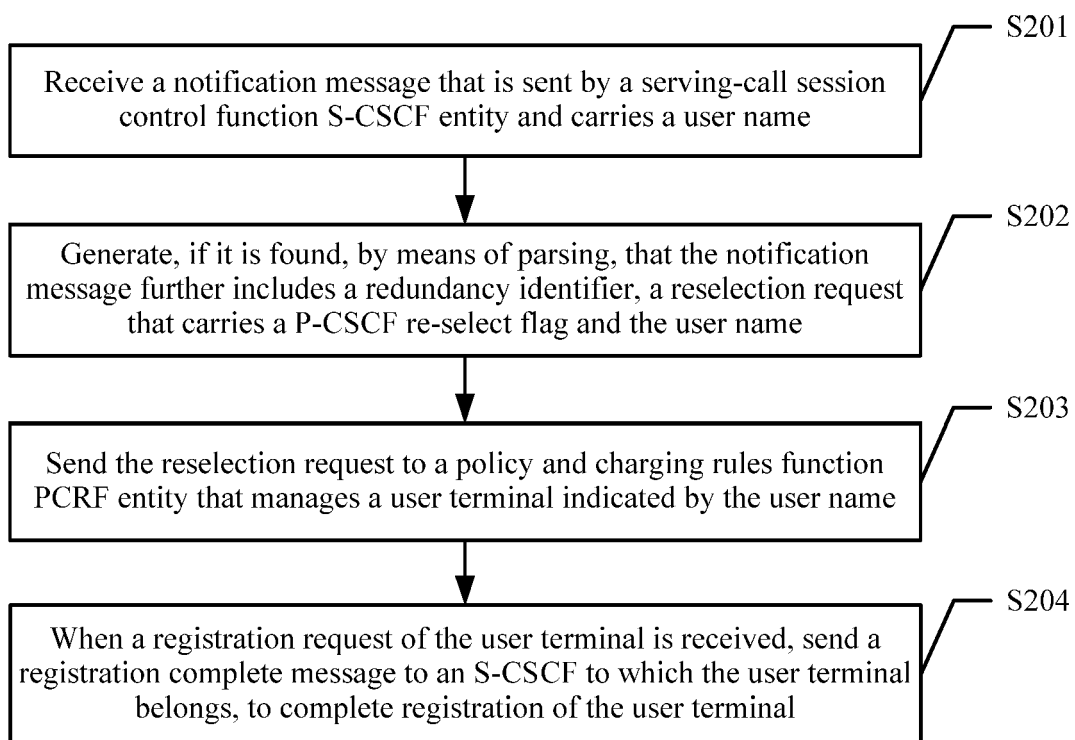 S201
Receive a notification message that is sent by a serving-call session
control function S-CSCF entity and carries a user name
S202
Generate, if it is found, by means of parsing, that the notification
message further includes a redundancy identifier, a reselection request
that carries a P-CSCF re-select flag and the user name
S203
Send the reselection request to a policy and charging rules function
PCRF entity that manages a user terminal indicated by the user name
S204
When a registration request of the user terminal is received, send a
registration complete message to an S-CSCF to which the user terminal
belongs, to complete registration of the user terminal